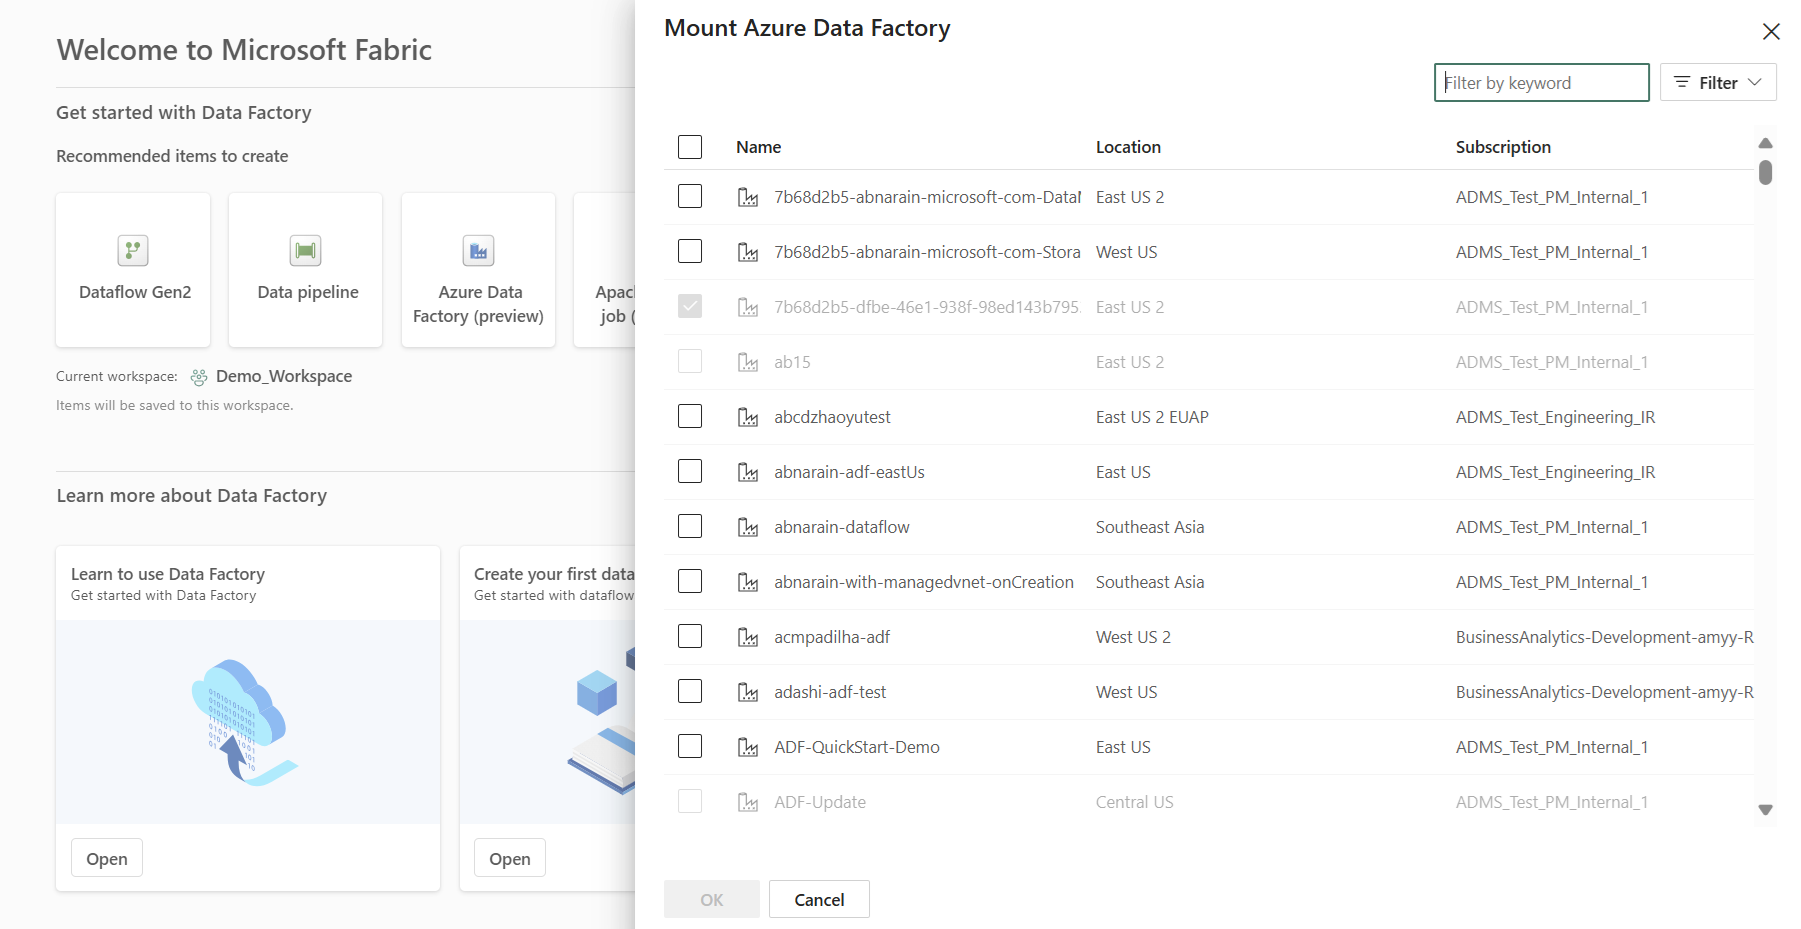 Welcome to Microsoft Fabric
Get started with Data Factory
Recommended items to create
Dataflow Gen2
Data pipeline
Azure Data
Factory (preview)
Apac
job (
Current workspace:
Demo_Workspace
Items will be saved to this workspace.
Learn more about Data Factory
Learn to use Data Factory
Get started with Data Factory
Open
Create your first data
Get started with dataflow
Open
Mount Azure Data Factory
Filter by keyword
Filter
Name Location Subscription
7b68d2b5-abnarain-microsoft-com-Data East US 2 ADMS_Test_PM_Internal_1
7b68d2b5-abnarain-microsoft-com-Stora West US ADMS_Test_PM_Internal_1
7b68d2b5-dfbe-46e1-938f-98ed143b795 East US 2 ADMS_Test_PM_Internal_1
ab15 East US 2 ADMS_Test_PM_Internal_1
abcdzhaoyutest East US 2 EUAP ADMS_Test_Engineering_IR
abnarain-adf-eastUs East US ADMS_Test_Engineering_IR
abnarain-dataflow Southeast Asia ADMS_Test_PM_Internal_1
abnarain-with-managedvnet-onCreation Southeast Asia ADMS_Test_PM_Internal_1
acmpadilha-adf West US 2 BusinessAnalytics-Development-amyy-R
adashi-adf-test West US BusinessAnalytics-Development-amyy-R
ADF-QuickStart-Demo East US ADMS_Test_PM_Internal_1
ADF-Update Central US ADMS_Test_PM_Internal_1
OK
Cancel